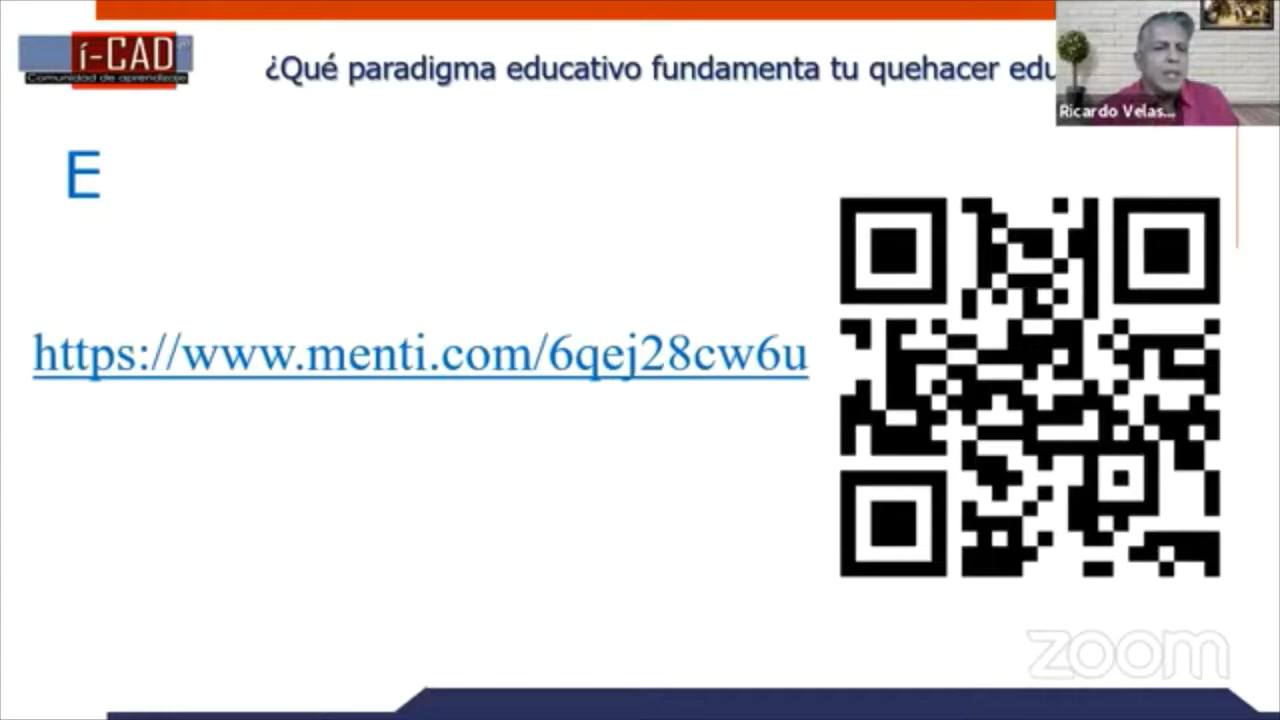 i-CAD
Comunidad de aprendizaje
¿Qué paradigma educativo fundamenta tu quehacer edu
Ricardo Velas...
E
https://www.menti.com/6qej28cw6u
zoom